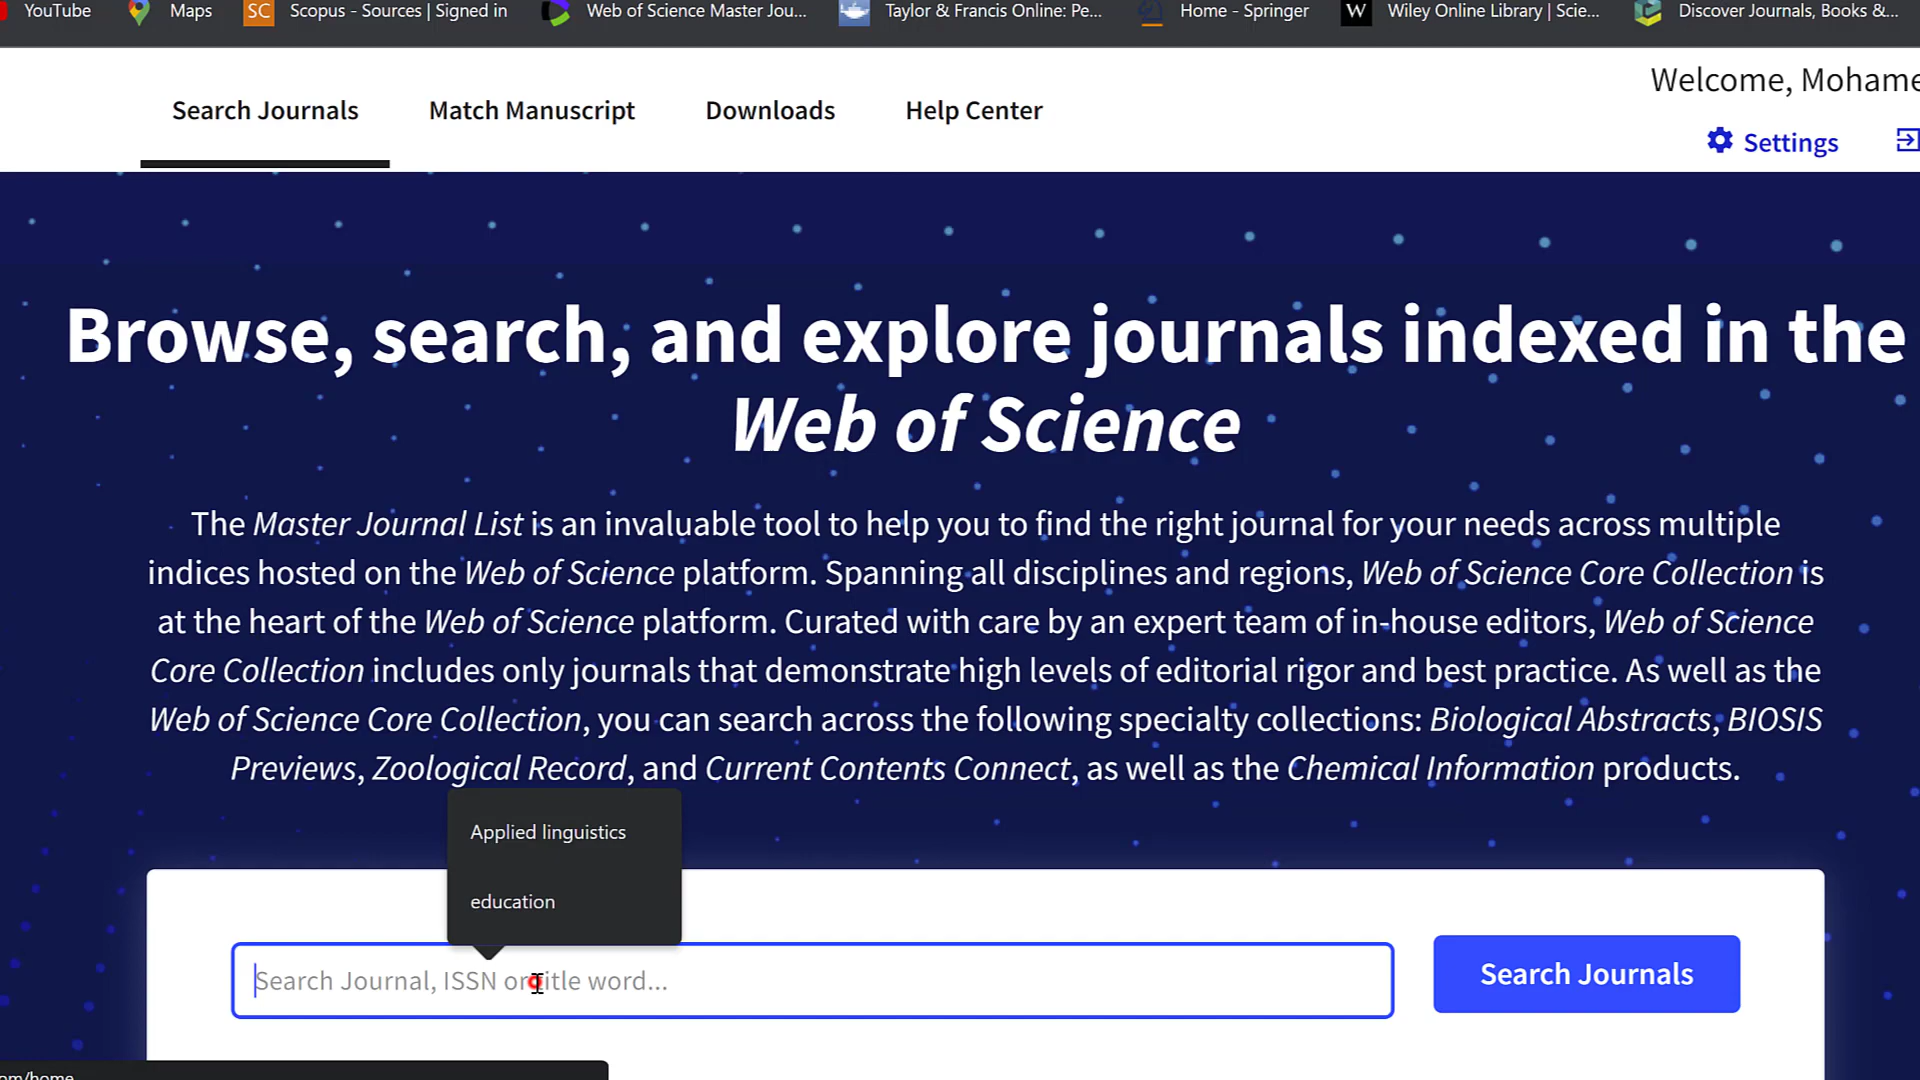 YouTube Maps SC Scopus - Sources | Signed in Web of Science Master Jou... Taylor & Francis Online: Pe... Home - Springer W Wiley Online Library | Scie... Discover Journals, Books &...
Welcome, Mohame
Search Journals Match Manuscript Downloads Help Center
Settings
Browse, search, and explore journals indexed in the
Web of Science
The Master Journal List is an invaluable tool to help you to find the right journal for your needs across multiple
indices hosted on the Web of Science platform. Spanning all disciplines and regions, Web of Science Core Collection is
at the heart of the Web of Science platform. Curated with care by an expert team of in-house editors, Web of Science
Core Collection includes only journals that demonstrate high levels of editorial rigor and best practice. As well as the
Web of Science Core Collection, you can search across the following specialty collections: Biological Abstracts, BIOSIS
Previews, Zoological Record, and Current Contents Connect, as well as the Chemical Information products.
Applied linguistics
education
Search Journal, ISSN or title word...
Search Journals
om/home